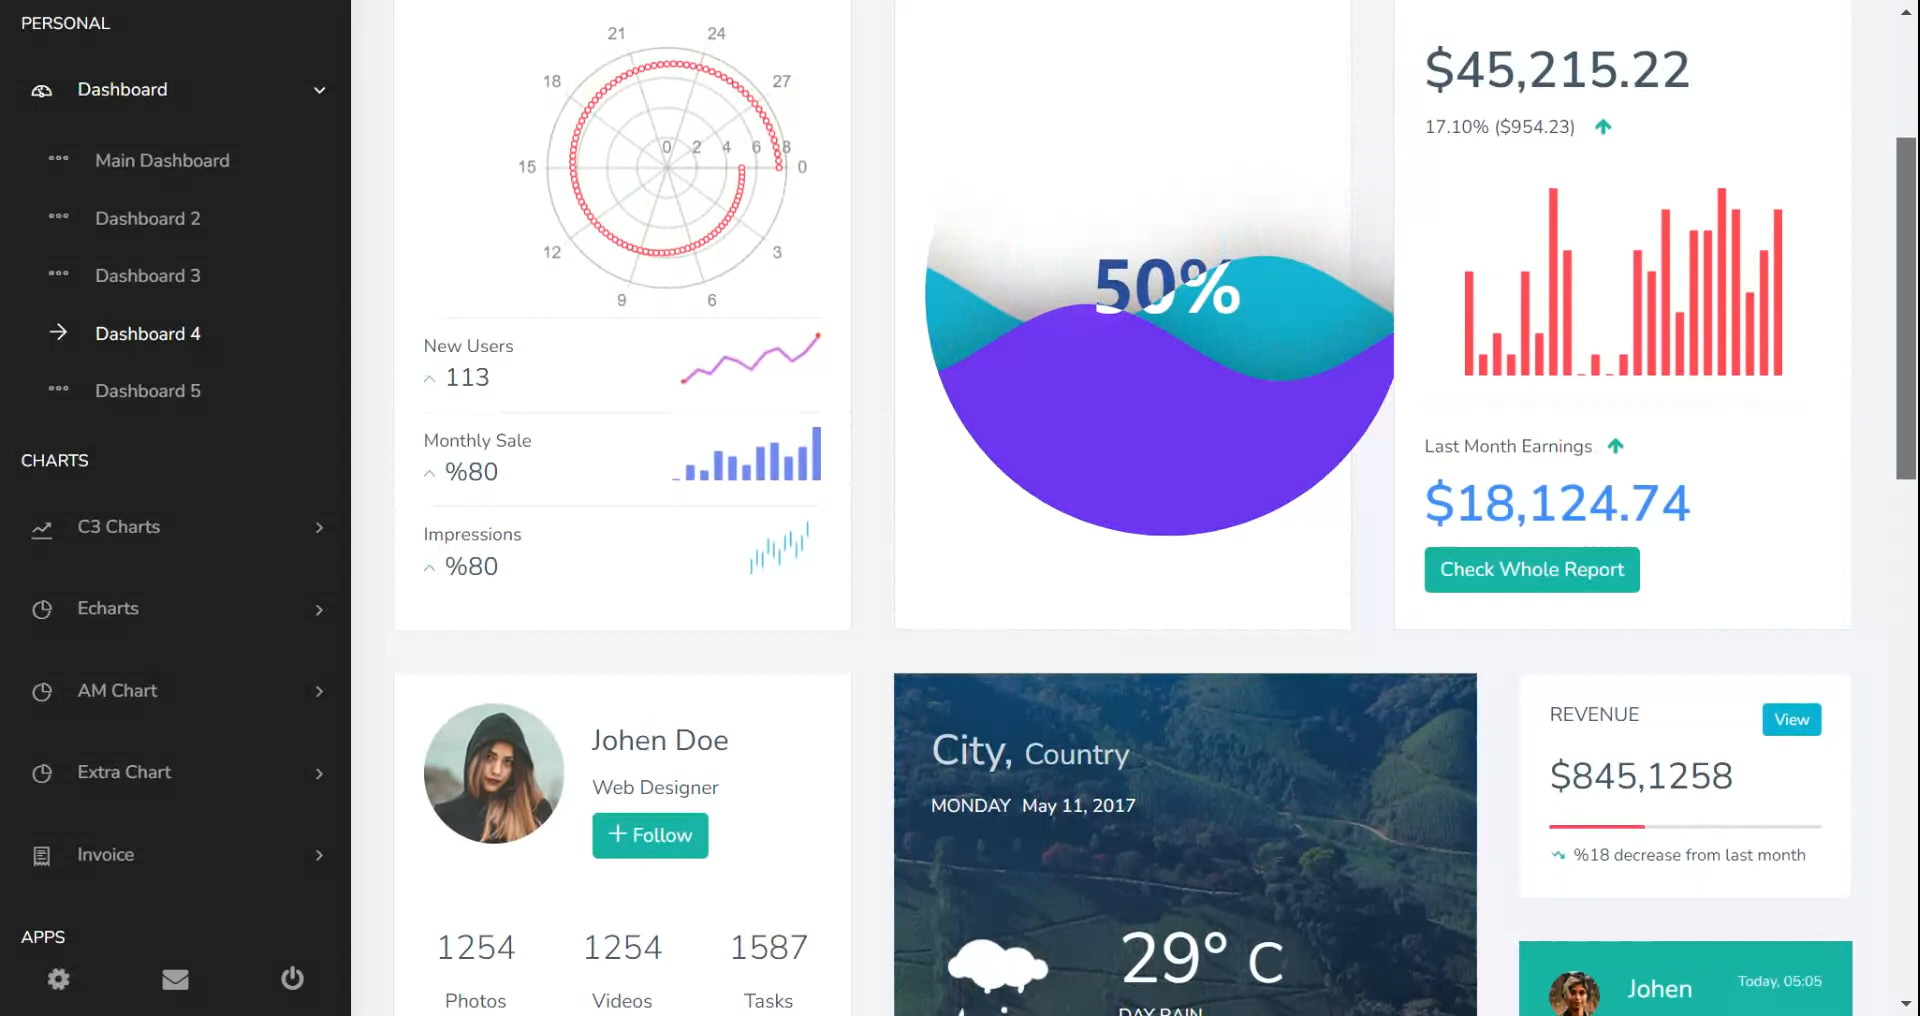 PERSONAL
Dashboard
Main Dashboard
Dashboard 2
Dashboard 3
Dashboard 4
Dashboard 5
CHARTS
C3 Charts
Echarts
AM Chart
Extra Chart
Invoice
APPS
21 24
18 27
0 2 4 6 8
15 0
12 3
9 6
New Users
113
Monthly Sale
%80
Impressions
%80
50%
$45,215.22
17.10% ($954.23)
Last Month Earnings
$18,124.74
Check Whole Report
Johen Doe
Web Designer
+ Follow
1254 1254 1587
Photos Videos Tasks
City, Country
MONDAY May 11, 2017
29° C
DAY RAIN
REVENUE
View
$845,1258
%18 decrease from last month
Johen
Today, 05:05